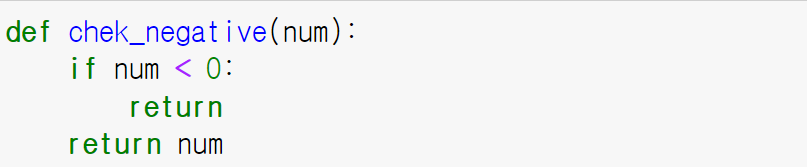 def chek_negative(num):
    if num < 0:
        return
    return num